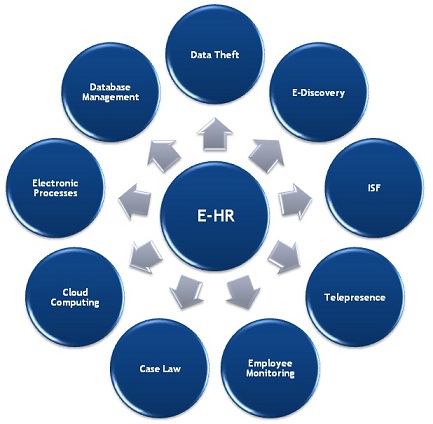 Data Theft
E-Discovery
ISF
Telepresence
Employee
Monitoring
Case Law
Cloud
Computing
Electronic
Processes
Database
Management
E-HR